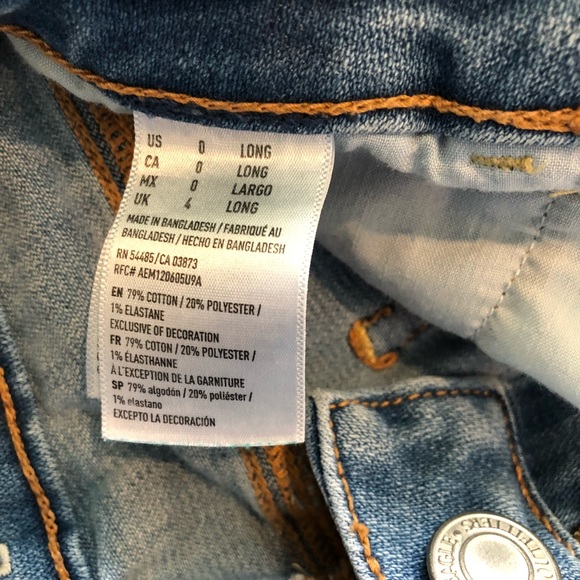 US 0 LONG
CA 0 LONG
MX 0 LARGO
UK 4 LONG
MADE IN BANGLADESH / FABRIQUÉ AU
BANGLADESH / HECHO EN BANGLADESH
RN 54485/CA 03873
RFC# AEM120605U9A
EN 79% COTTON / 20% POLYESTER /
1% ELASTANE
EXCLUSIVE OF DECORATION
FR 79% COTON / 20% POLYESTER /
1% ÉLASTHANNE
À L'EXCEPTION DE LA GARNITURE
SP 79% algodón / 20% poliéster /
1% elastano
EXCEPTO LA DECORACIÓN
EAGLE OUTFITTERS